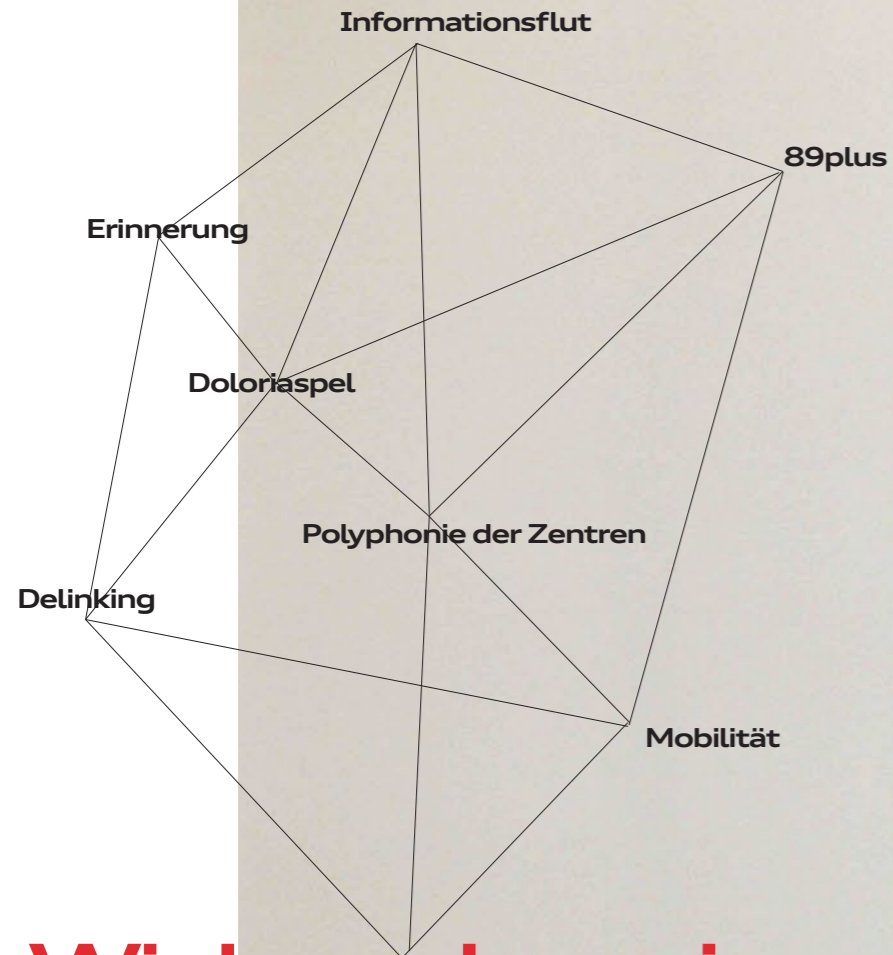 Informationsflut
89plus
Erinnerung
Doloriaspel
Polyphonie der Zentren
Delinking
Mobilität